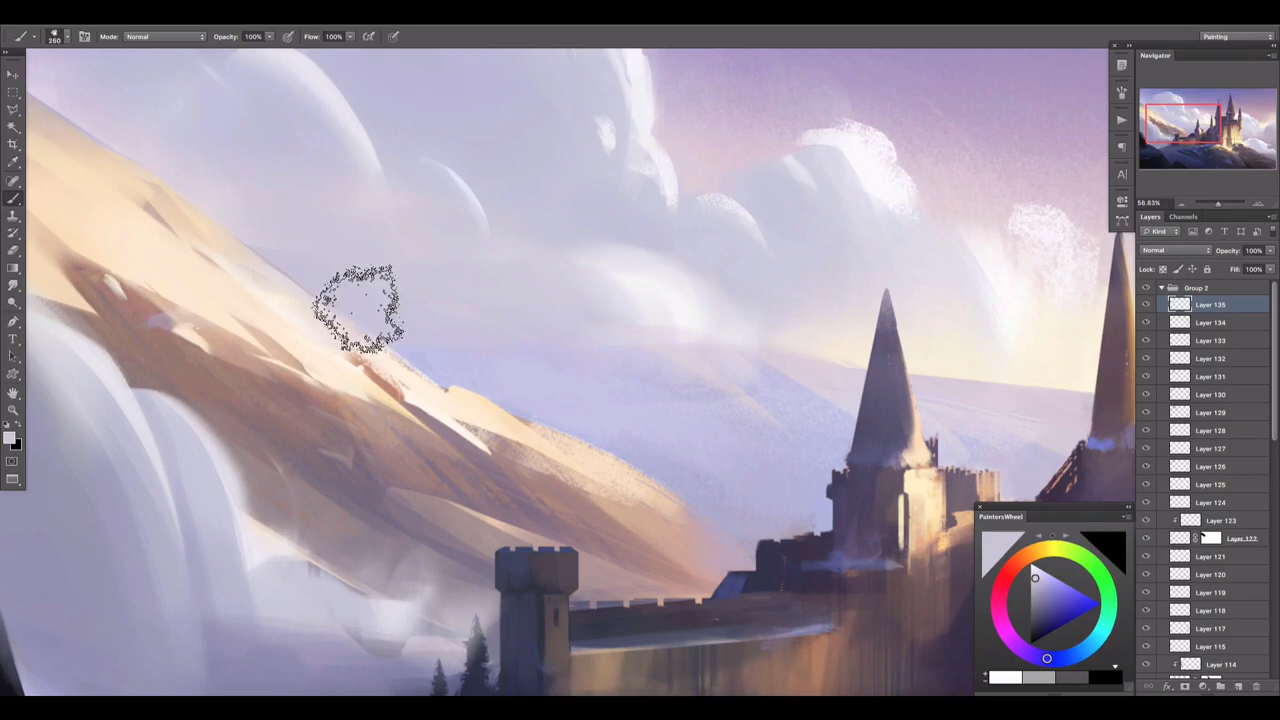 250
Mode: Normal
Opacity: 100%
Flow: 100%
Painting
Navigator
58.83%
Layers
Channels
Kind
Normal
Opacity: 100%
Lock:
Fill: 100%
Group 2
Layer 135
Layer 134
Layer 133
Layer 132
Layer 131
Layer 130
Layer 129
Layer 128
Layer 127
Layer 126
Layer 125
Layer 124
Layer 123
Layer 122
Layer 121
Layer 120
Layer 119
Layer 118
Layer 117
Layer 115
Layer 114
PaintersWheel